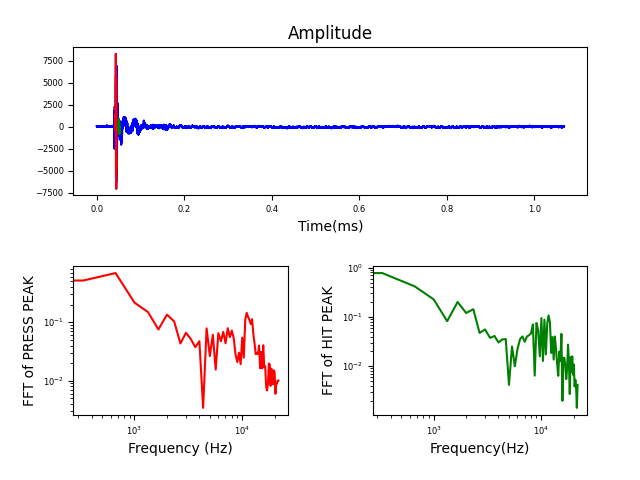 Amplitude
7500
5000
2500
0
−2500
−5000
−7500
0.0 0.2 0.4 0.6 0.8 1.0
Time(ms)
FFT of PRESS PEAK
10⁻¹
10⁻²
10³ 10⁴
Frequency (Hz)
FFT of HIT PEAK
10⁰
10⁻¹
10⁻²
10³ 10⁴
Frequency(Hz)